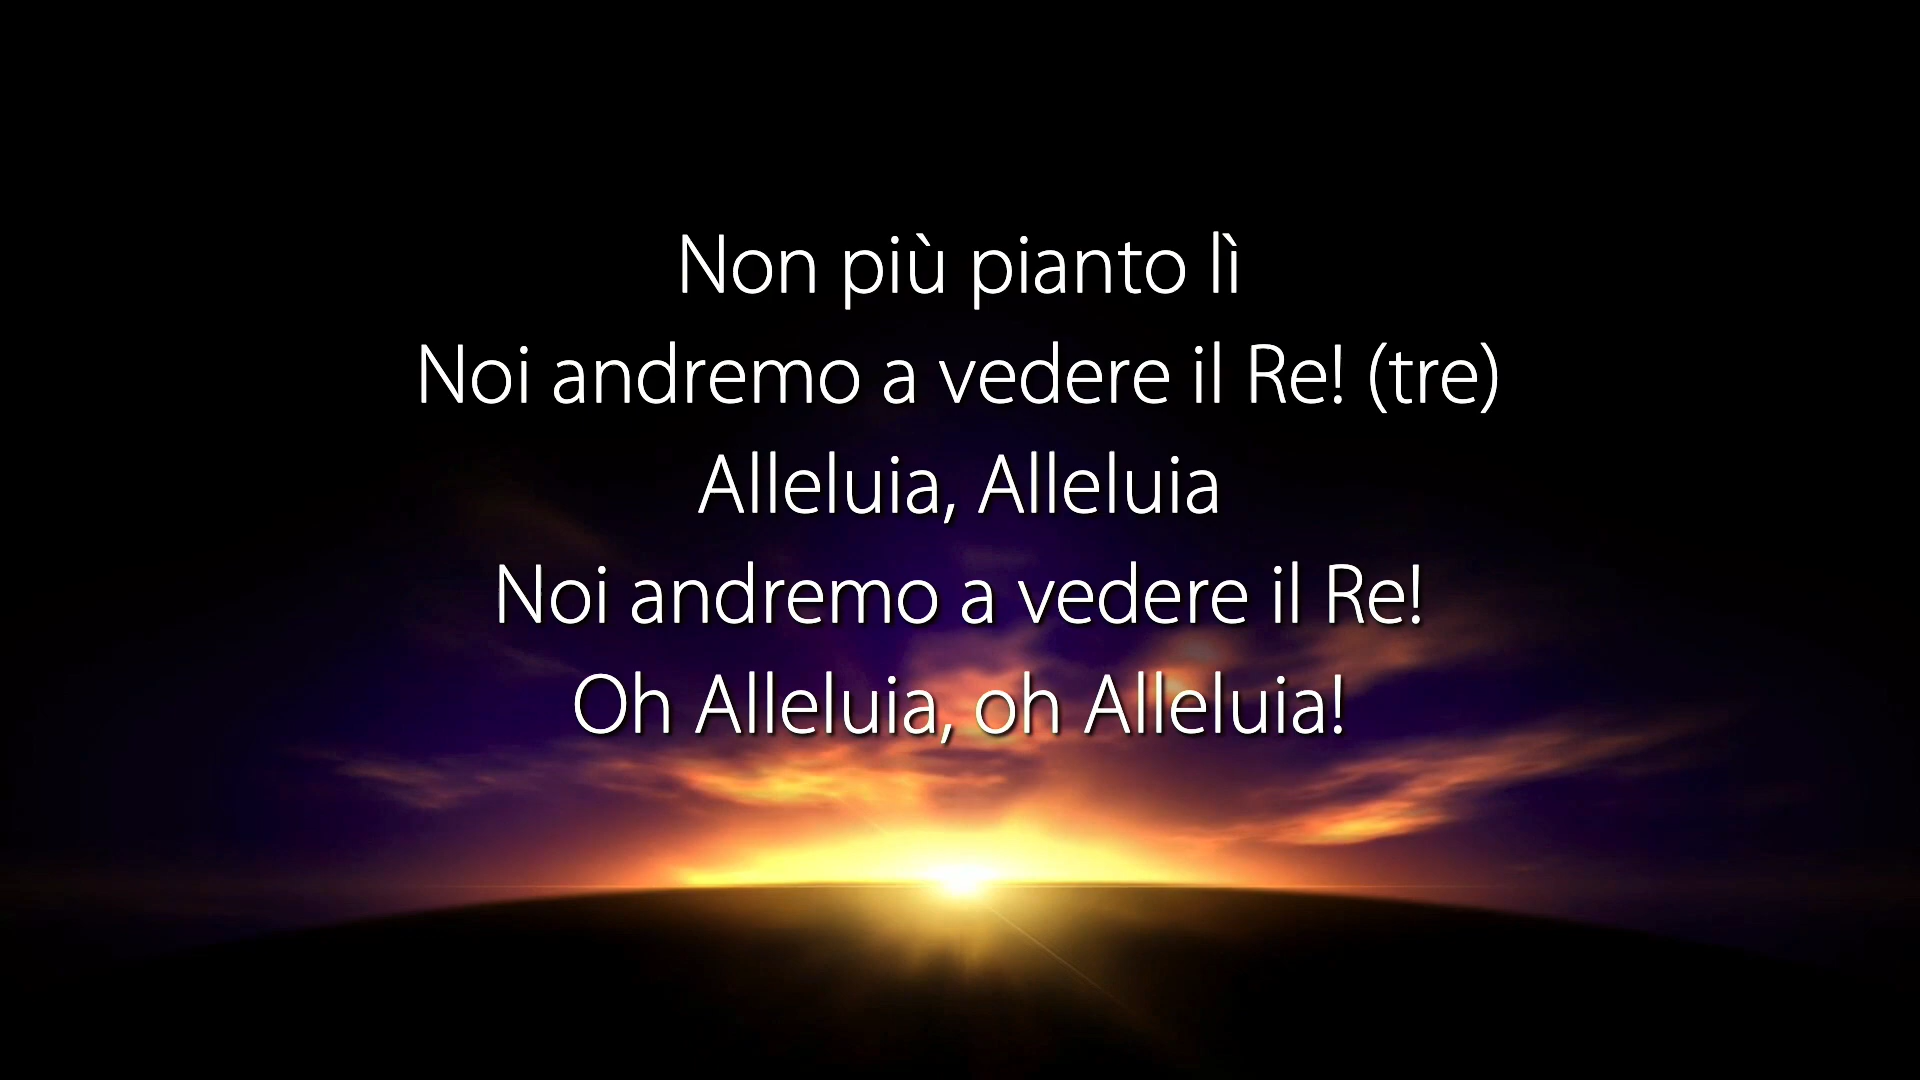 Non più pianto lì
Noi andremo a vedere il Re! (tre)
Alleluia, Alleluia
Noi andremo a vedere il Re!
Oh Alleluia, oh Alleluia!